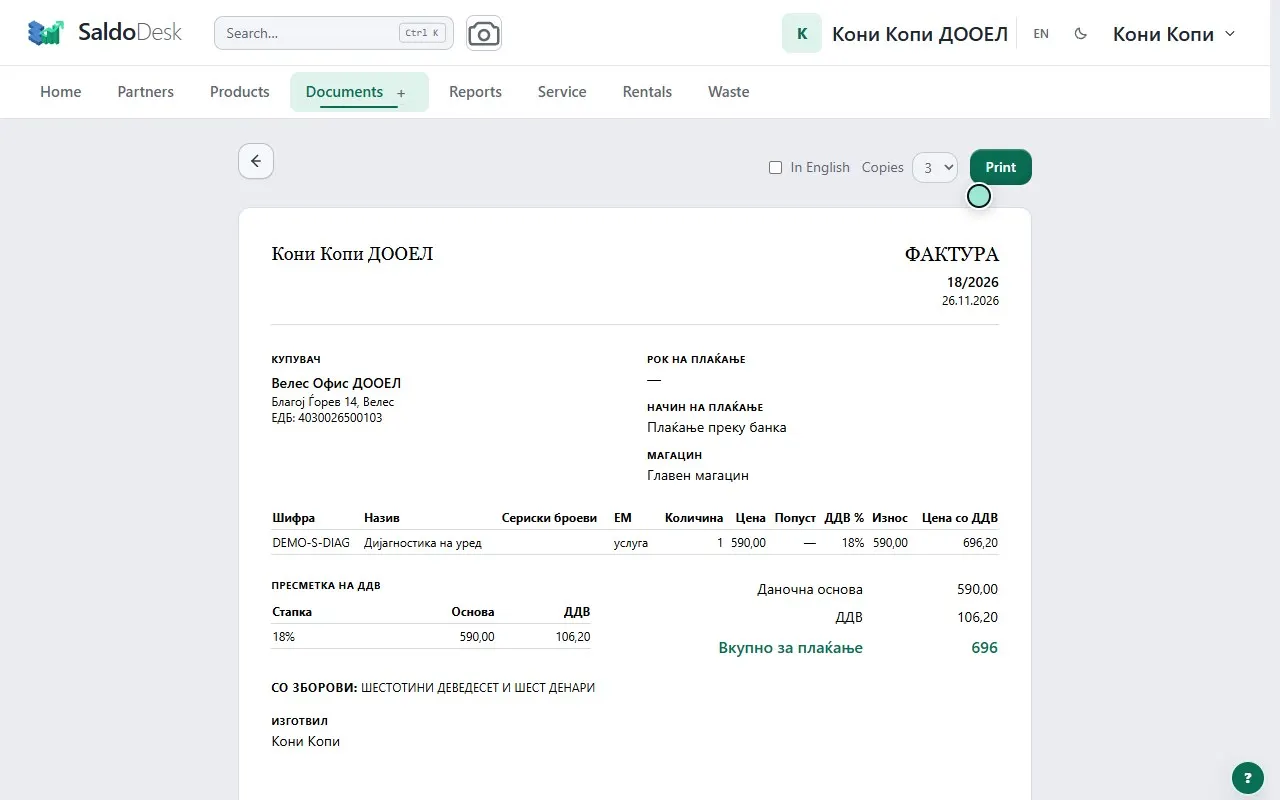 SaldoDesk
Search... Ctrl K
K Кони Копи ДООЕЛ EN Кони Копи
Home Partners Products Documents + Reports Service Rentals Waste
In English Copies 3 Print
Кони Копи ДООЕЛ
ФАКТУРА
18/2026
26.11.2026
КУПУВАЧ
Велес Офис ДООЕЛ
Благој Ѓорев 14, Велес
ЕДБ: 4030026500103
РОК НА ПЛАЌАЊЕ
—
НАЧИН НА ПЛАЌАЊЕ
Плаќање преку банка
МАГАЦИН
Главен магацин
Шифра Назив Сериски броеви ЕМ Количина Цена Попуст ДДВ % Износ Цена со ДДВ
DEMO-S-DIAG Дијагностика на уред услуга 1 590,00 — 18% 590,00 696,20
ПРЕСМЕТКА НА ДДВ
Стапка Основа ДДВ
18% 590,00 106,20
Даночна основа 590,00
ДДВ 106,20
Вкупно за плаќање 696
СО ЗБОРОВИ: ШЕСТОТИНИ ДЕВЕДЕСЕТ И ШЕСТ ДЕНАРИ
ИЗГОТВИЛ
Кони Копи
?